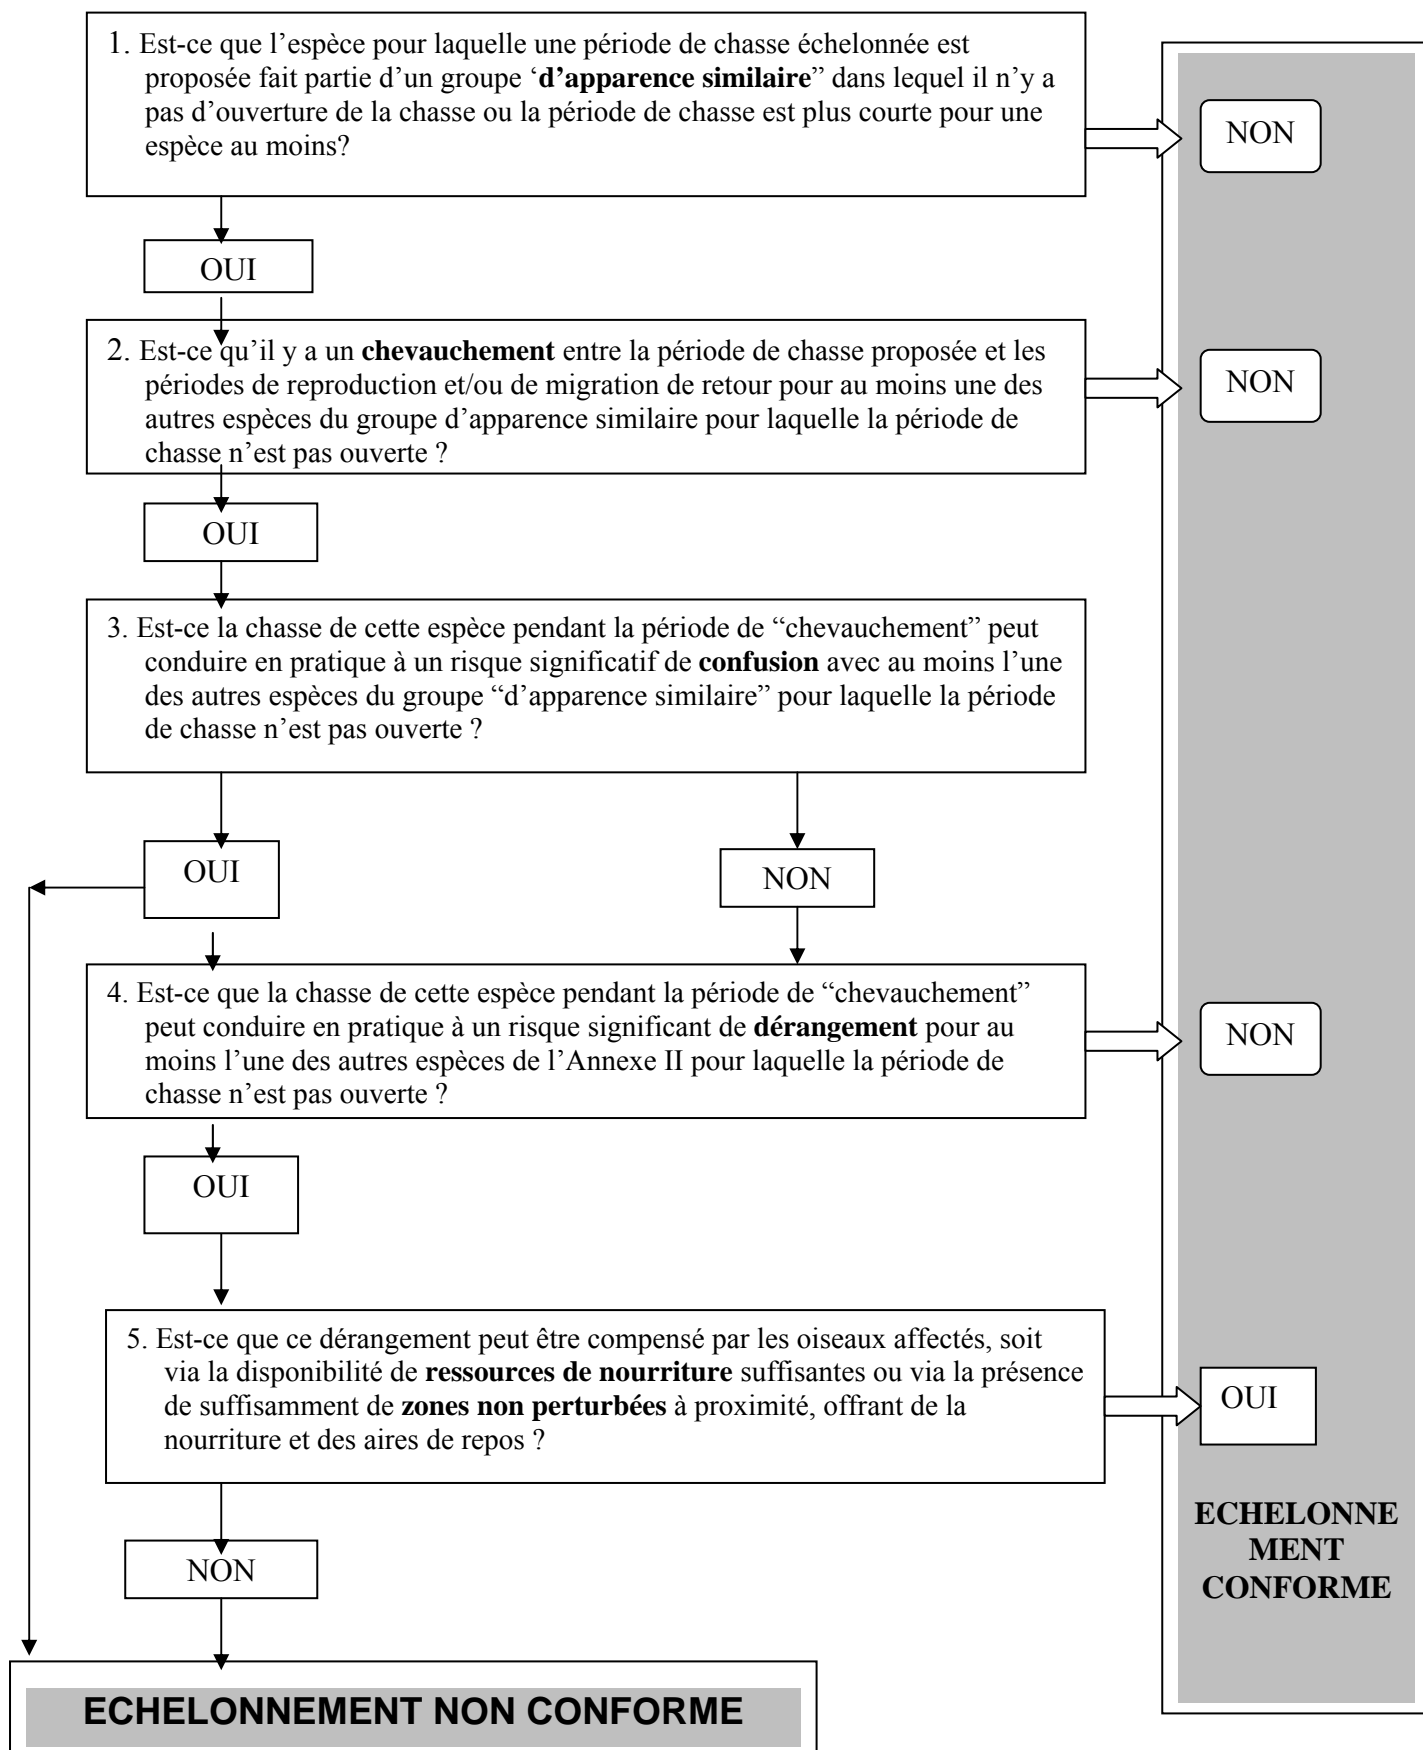 1. Est-ce que l’espèce pour laquelle une période de chasse échelonnée est
proposée fait partie d’un groupe ‘d’apparence similaire” dans lequel il n’y a
pas d’ouverture de la chasse ou la période de chasse est plus courte pour une
espèce au moins?
NON
OUI
2. Est-ce qu’il y a un chevauchement entre la période de chasse proposée et les
périodes de reproduction et/ou de migration de retour pour au moins une des
autres espèces du groupe d’apparence similaire pour laquelle la période de
chasse n’est pas ouverte ?
NON
OUI
3. Est-ce la chasse de cette espèce pendant la période de “chevauchement” peut
conduire en pratique à un risque significatif de confusion avec au moins l’une
des autres espèces du groupe “d’apparence similaire” pour laquelle la période
de chasse n’est pas ouverte ?
OUI
NON
4. Est-ce que la chasse de cette espèce pendant la période de “chevauchement”
peut conduire en pratique à un risque significant de dérangement pour au
moins l’une des autres espèces de l’Annexe II pour laquelle la période de
chasse n’est pas ouverte ?
NON
OUI
5. Est-ce que ce dérangement peut être compensé par les oiseaux affectés, soit
via la disponibilité de ressources de nourriture suffisantes ou via la présence
de suffisamment de zones non perturbées à proximité, offrant de la
nourriture et des aires de repos ?
OUI
ECHELONNE
MENT
CONFORME
NON
ECHELONNEMENT NON CONFORME